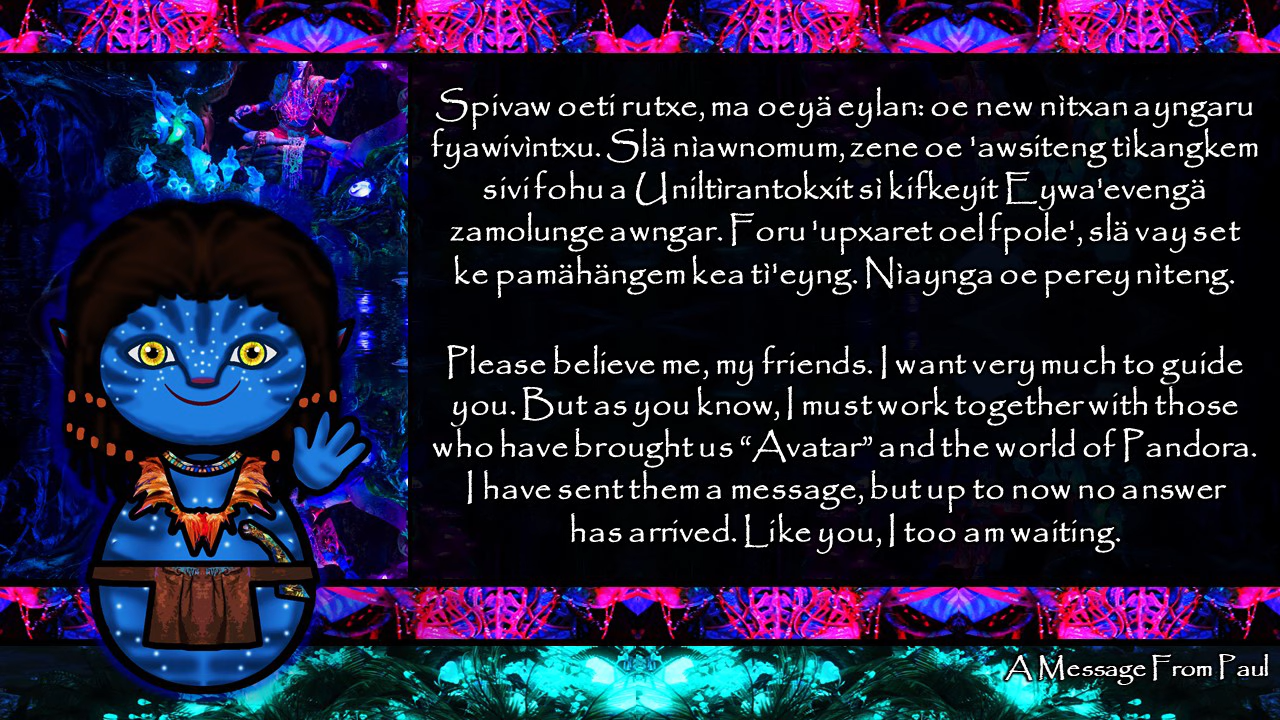 Spivaw oeti rutxe, ma oeyä eylan: oe new nìtxan ayngaru
fyawivìntxu. Slä nìawnomum, zene oe 'awsiteng tìkangkem
sivi fohu a Uniltìrantokxit sì kifkeyit Eywa'evengä
zamolunge awngar. Foru 'upxaret oel fpole', slä vay set
ke pamähängem kea tì'eyng. Nìaynga oe perey nìteng.
Please believe me, my friends. I want very much to guide
you. But as you know, I must work together with those
who have brought us “Avatar” and the world of Pandora.
I have sent them a message, but up to now no answer
has arrived. Like you, I too am waiting.
A Message From Paul